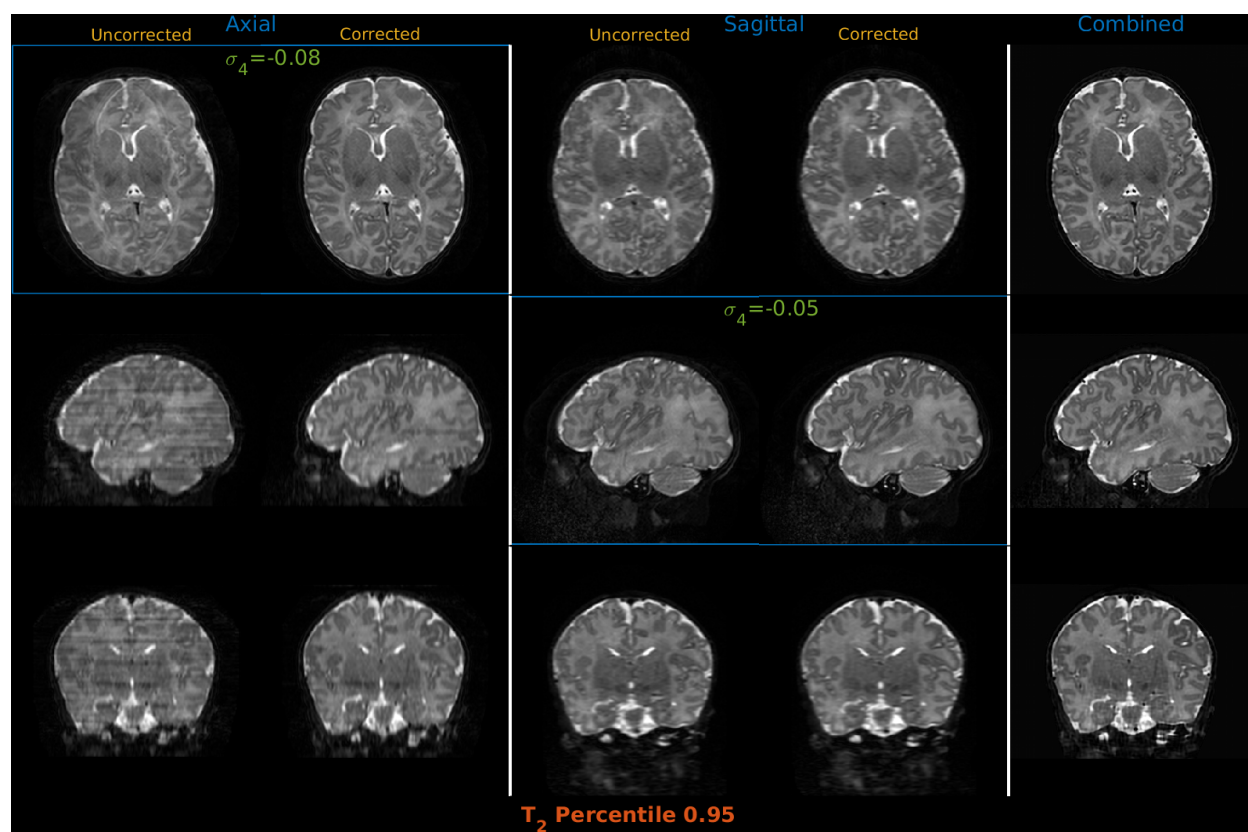 Axial Sagittal Combined
Uncorrected Corrected Uncorrected Corrected
σ₄=-0.08
σ₄=-0.05
T₂ Percentile 0.95